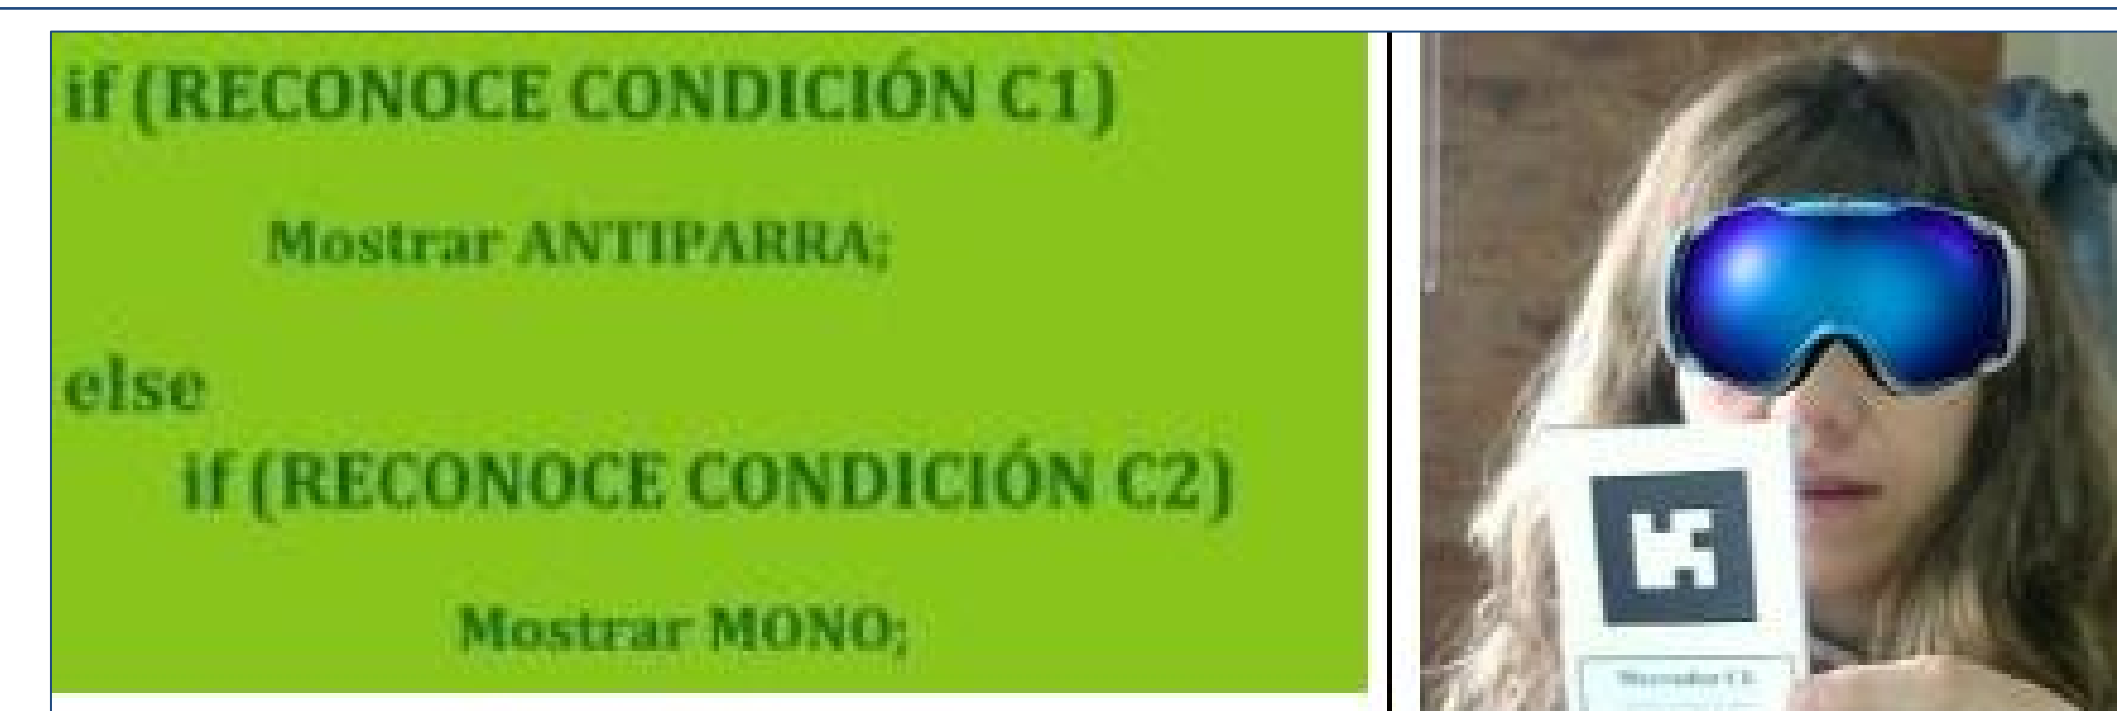 if (RECONOCE CONDICIÓN C1)
Mostrar ANTIPARRA;
else
if (RECONOCE CONDICIÓN C2)
Mostrar MONO;